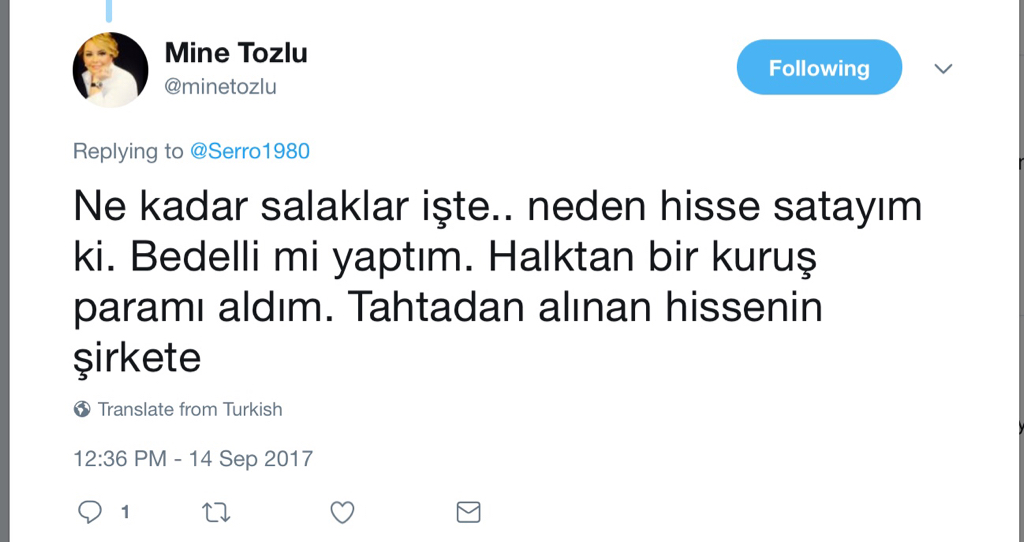 Mine Tozlu
@minetozlu
Following
Replying to @Serro1980
Ne kadar salaklar işte.. neden hisse satayım
ki. Bedelli mi yaptım. Halktan bir kuruş
paramı aldım. Tahtadan alınan hissenin
şirkete
Translate from Turkish
12:36 PM - 14 Sep 2017
1